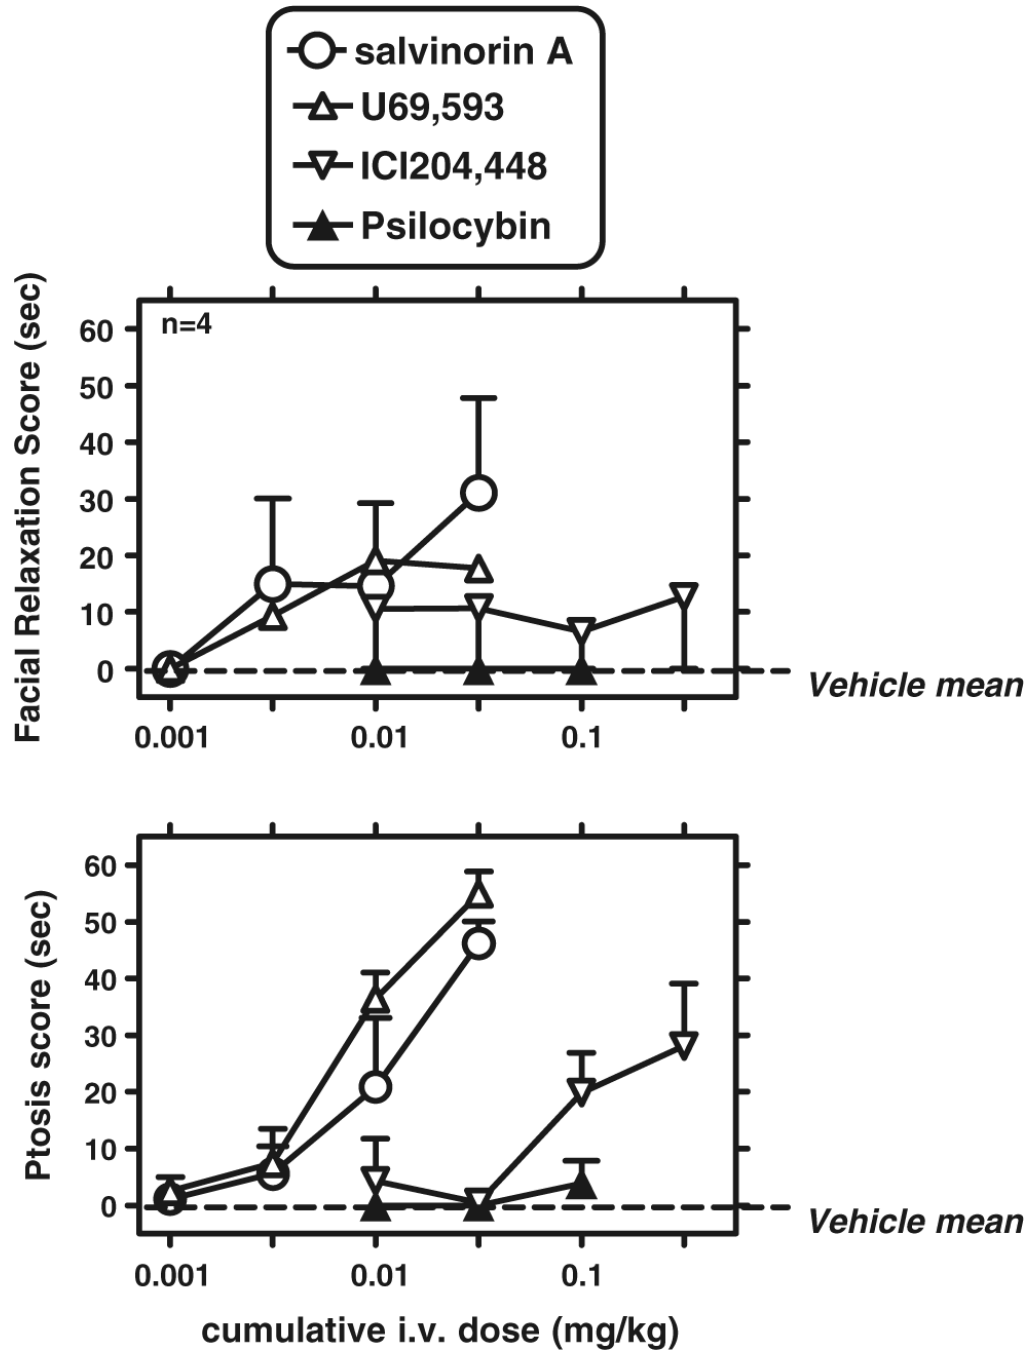 salvinorin A
U69,593
ICI204,448
Psilocybin
Facial Relaxation Score (sec)
n=4
60
50
40
30
20
10
0
Vehicle mean
0.001
0.01
0.1
Ptosis score (sec)
60
50
40
30
20
10
0
Vehicle mean
0.001
0.01
0.1
cumulative i.v. dose (mg/kg)